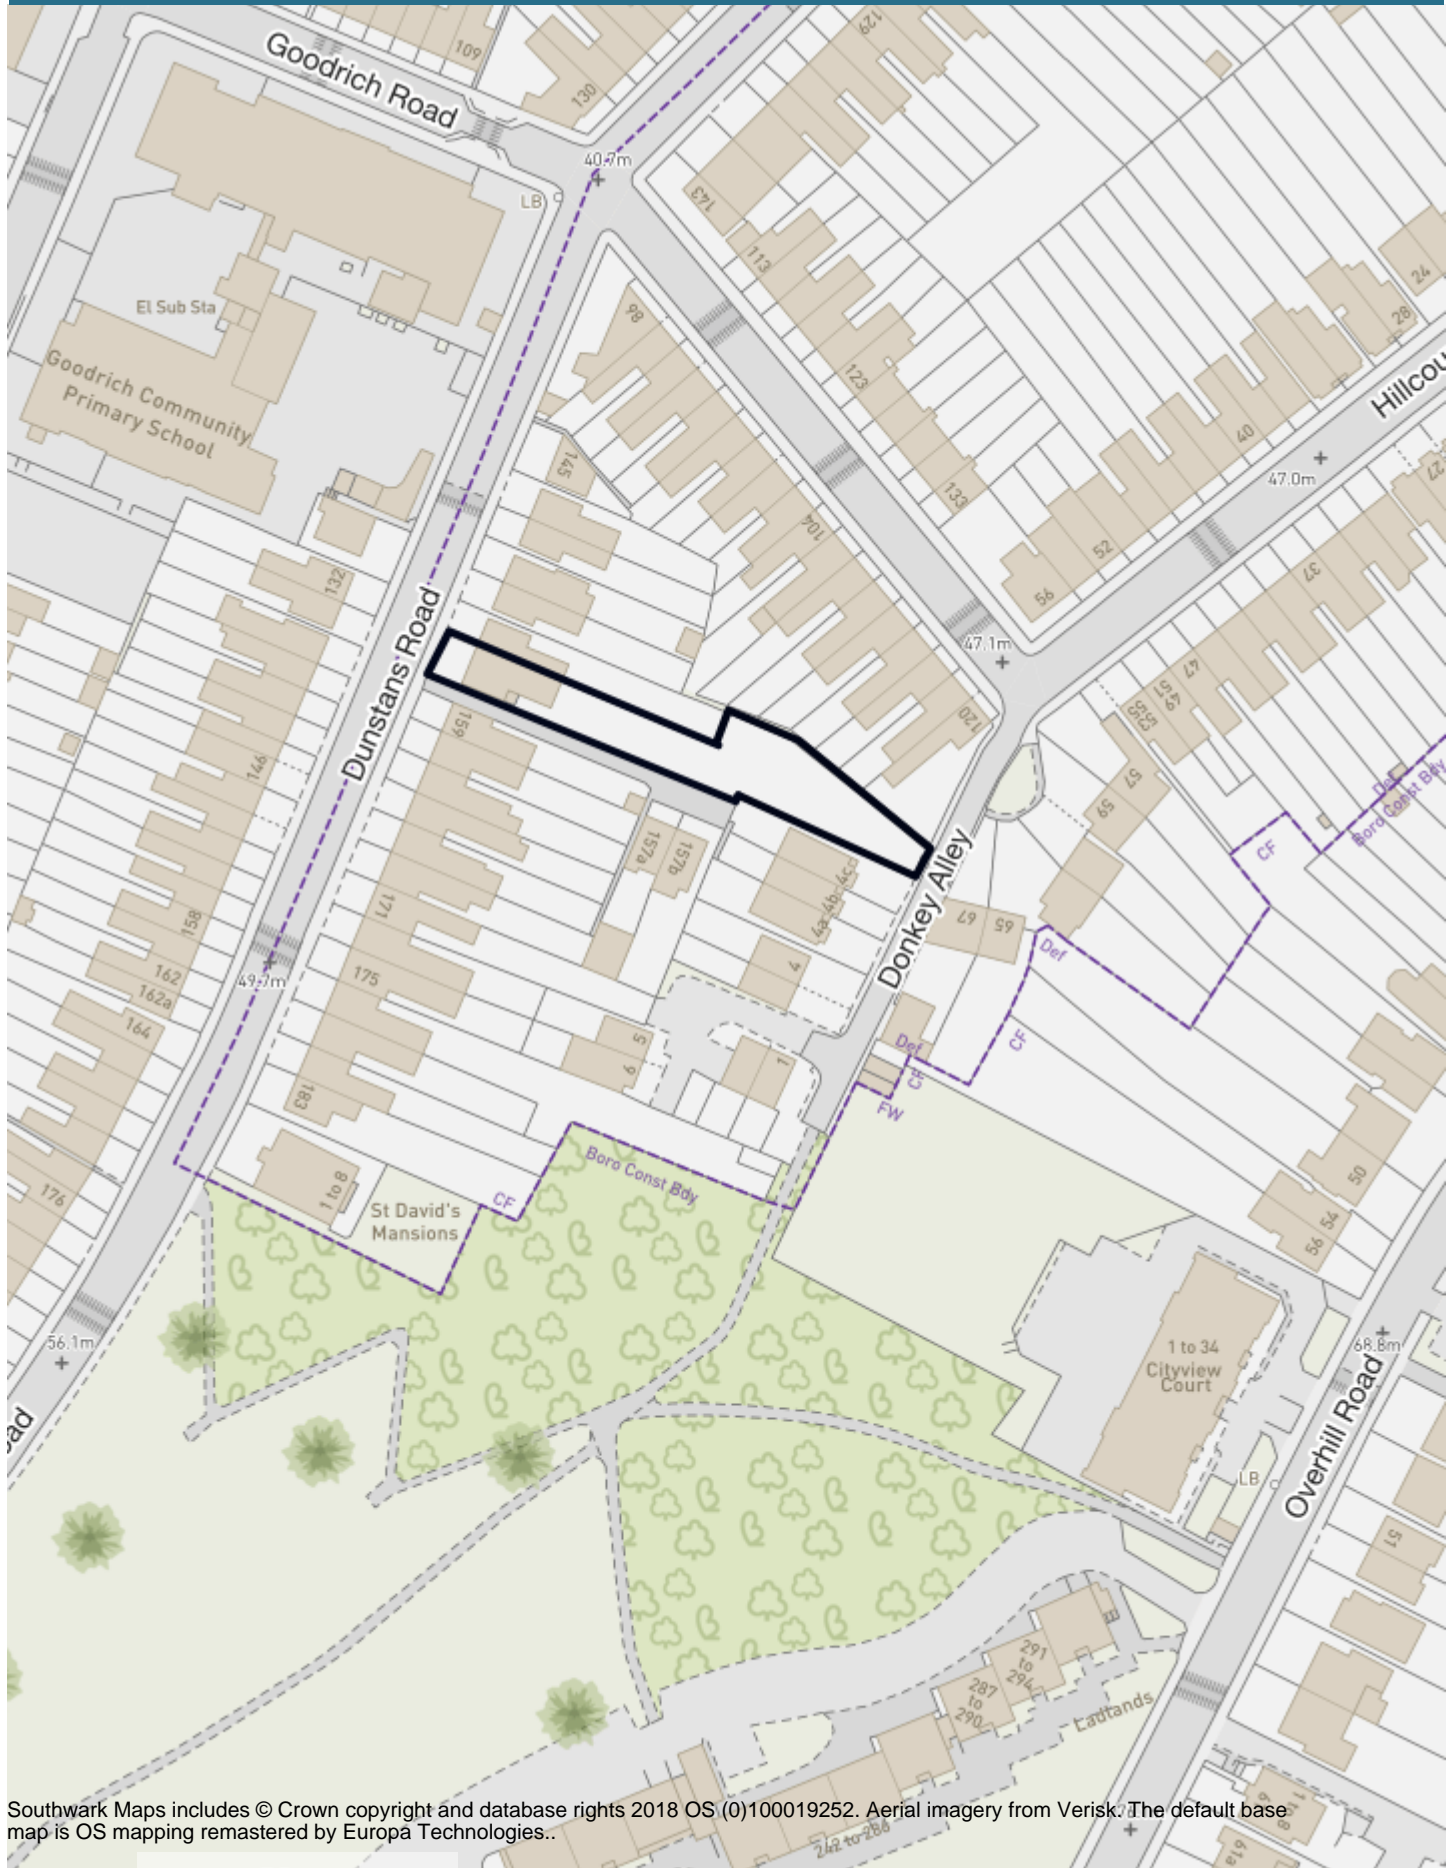 129
109
Goodrich Road
130
40.7m
LB
143
113
24
28
El Sub Sta
98
Goodrich Community
Primary School
123
Hillcou
40
47.0m
27
145
133
104
52
37
132
56
47.1m
Dunstans Road
47
49
51
53
55
120
159
146
57
59
Def
Boro Const Bdy
CF
157a
157b
4c
4b
4a
Donkey Alley
171
158
67
65
Def
162
162a
49.7m
175
4
164
5
6
1
Def
CF
CF
FW
183
Boro Const Bdy
176
1 to 8
CF
St David's
Mansions
50
54
56
56.1m
1 to 34
Cityview
Court
68.8m
oad
Overhill Road
LB
51
291
to
294
287
to
290
Ladlands
Southwark Maps includes © Crown copyright and database rights 2018 OS (0)100019252. Aerial imagery from Verisk. The default base
map is OS mapping remastered by Europa Technologies..
242 to 286
61a